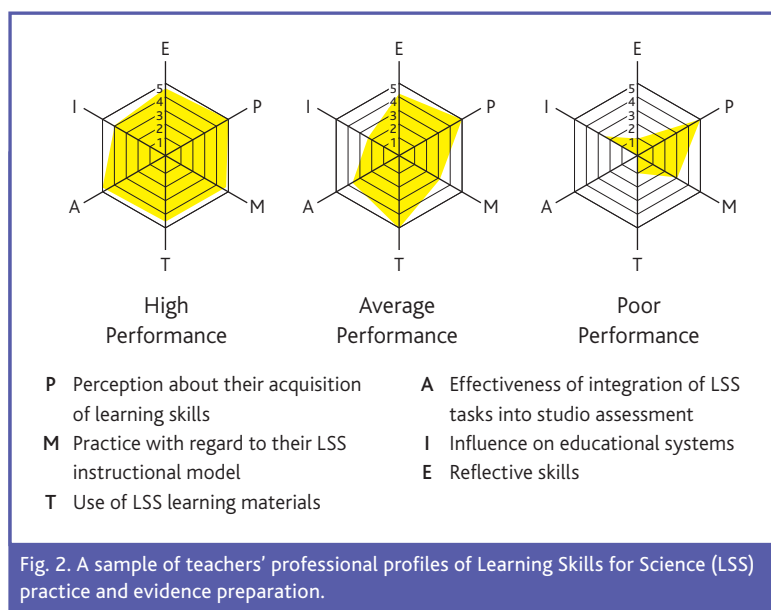 E
5
4
3
2
1
I
P
A
M
T
High
Performance
E
5
4
3
2
1
I
P
A
M
T
Average
Performance
E
5
4
3
2
1
I
P
A
M
T
Poor
Performance
P Perception about their acquisition
of learning skills
M Practice with regard to their LSS
instructional model
T Use of LSS learning materials
A Effectiveness of integration of LSS
tasks into studio assessment
I Influence on educational systems
E Reflective skills
Fig. 2. A sample of teachers’ professional profiles of Learning Skills for Science (LSS)
practice and evidence preparation.